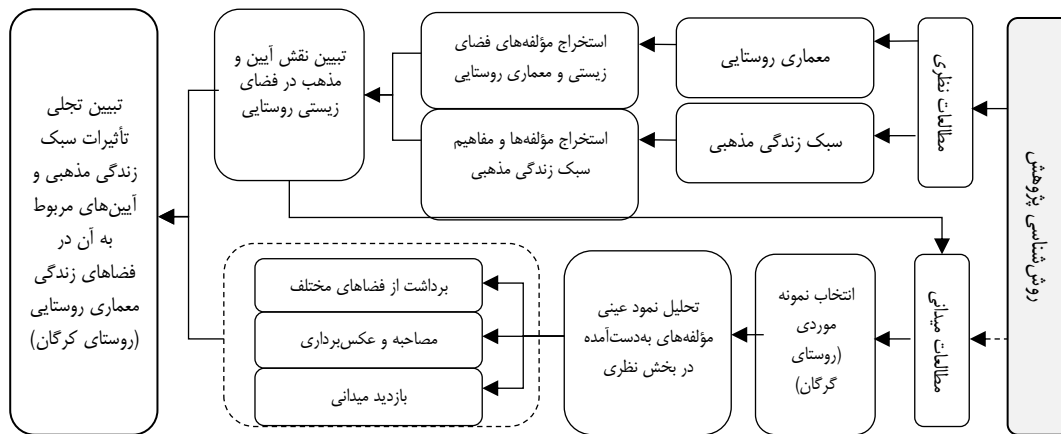 روش‌شناسی پژوهش
مطالعات نظری
معماری روستایی
استخراج مؤلفه‌های فضای
زیستی و معماری روستایی
سبک زندگی مذهبی
استخراج مؤلفه‌ها و مفاهیم
سبک زندگی مذهبی
تبیین نقش آیین و
مذهب در فضای
زیستی روستایی
مطالعات میدانی
انتخاب نمونه
موردی
(روستای
گرگان)
تحلیل نمود عینی
مؤلفه‌های به‌دست‌آمده
در بخش نظری
برداشت از فضاهای مختلف
مصاحبه و عکس‌برداری
بازدید میدانی
تبیین تجلی
تأثیرات سبک
زندگی مذهبی و
آیین‌های مربوط
به آن در
فضاهای زندگی
معماری روستایی
(روستای کرگان)